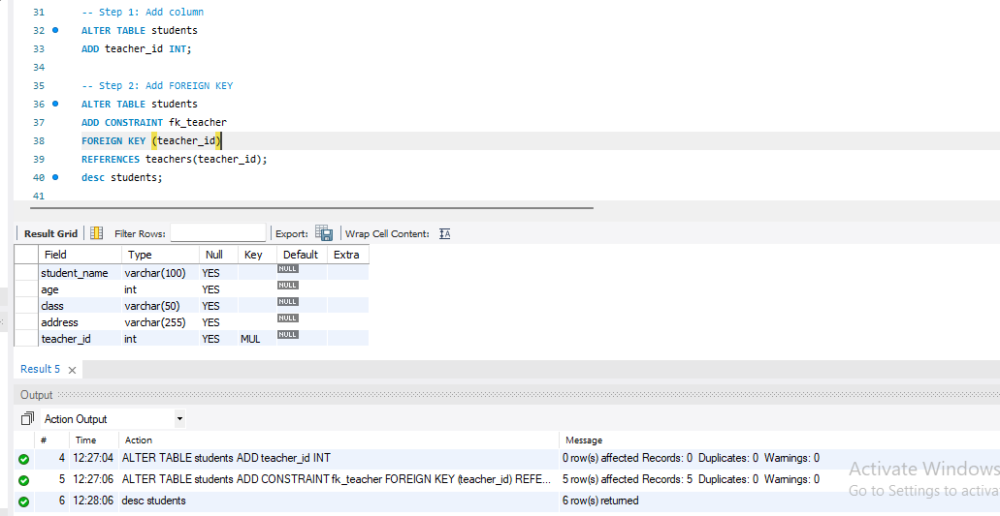 31 -- Step 1: Add column
32 ALTER TABLE students
33 ADD teacher_id INT;
34
35 -- Step 2: Add FOREIGN KEY
36 ALTER TABLE students
37 ADD CONSTRAINT fk_teacher
38 FOREIGN KEY (teacher_id)
39 REFERENCES teachers(teacher_id);
40 desc students;
41
Result Grid Filter Rows: Export: Wrap Cell Content:
Field Type Null Key Default Extra
student_name varchar(100) YES NULL
age int YES NULL
class varchar(50) YES NULL
address varchar(255) YES NULL
teacher_id int YES MUL NULL
Result 5 ×
Output
Action Output
# Time Action Message
4 12:27:04 ALTER TABLE students ADD teacher_id INT 0 row(s) affected Records: 0 Duplicates: 0 Warnings: 0
5 12:27:06 ALTER TABLE students ADD CONSTRAINT fk_teacher FOREIGN KEY (teacher_id) REFE... 5 row(s) affected Records: 5 Duplicates: 0 Warnings: 0
6 12:28:06 desc students 6 row(s) returned
Activate Windows
Go to Settings to activa